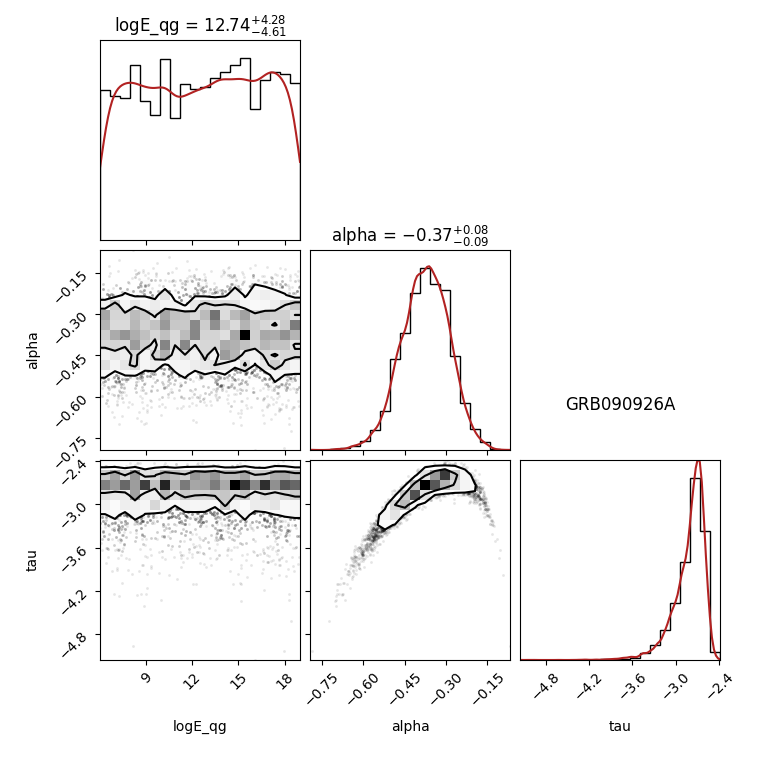 logE_qg = 12.74+4.28−4.61
alpha = −0.37+0.08−0.09
alpha
−0.15
−0.30
−0.45
−0.60
−0.75
GRB090926A
tau
−2.4
−3.0
−3.6
−4.2
−4.8
9 12 15 18
−0.75 −0.60 −0.45 −0.30 −0.15
−4.8 −4.2 −3.6 −3.0 −2.4
logE_qg alpha tau